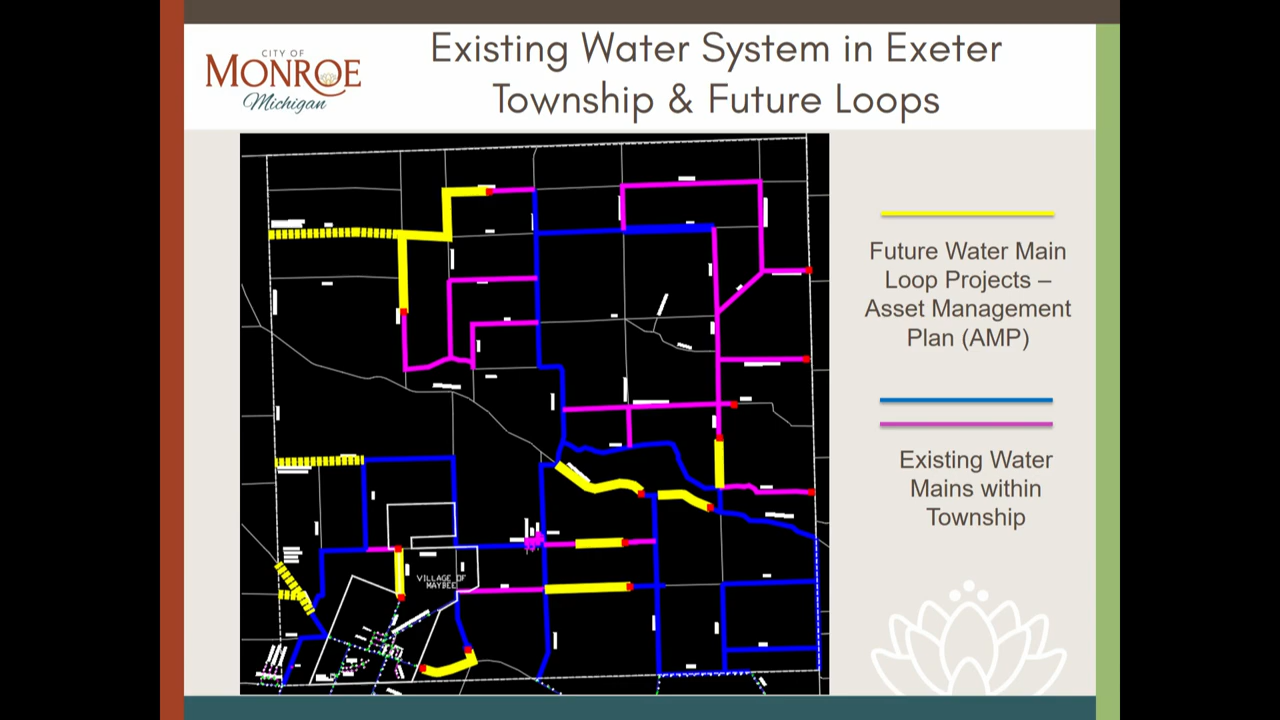 CITY OF
MONROE
Michigan
Existing Water System in Exeter
Township & Future Loops
VILLAGE OF
MAYBEE
Future Water Main
Loop Projects –
Asset Management
Plan (AMP)
Existing Water
Mains within
Township